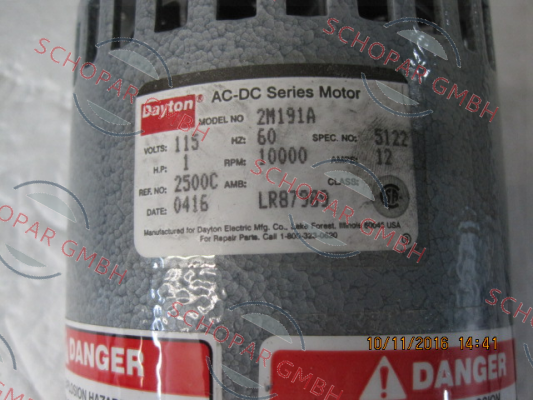 Dayton® AC-DC Series Motor
MODEL NO 2M191A
VOLTS: 115 HZ: 60 SPEC. NO: 5122
H.P: 1 RPM: 10000 AMPS: 12
REF. NO: 2500C AMB: CLASS:
DATE: 0416 LR87989
Manufactured for Dayton Electric Mfg. Co., Lake Forest, Illinois 60045 USA
For Repair Parts, Call 1-800-323-0620
DANGER
DANGER
10/11/2016 14:41
SCHOPAR GMBH
SCHOPAR GMBH
SCHOPAR GMBH
SCHOPAR GMBH